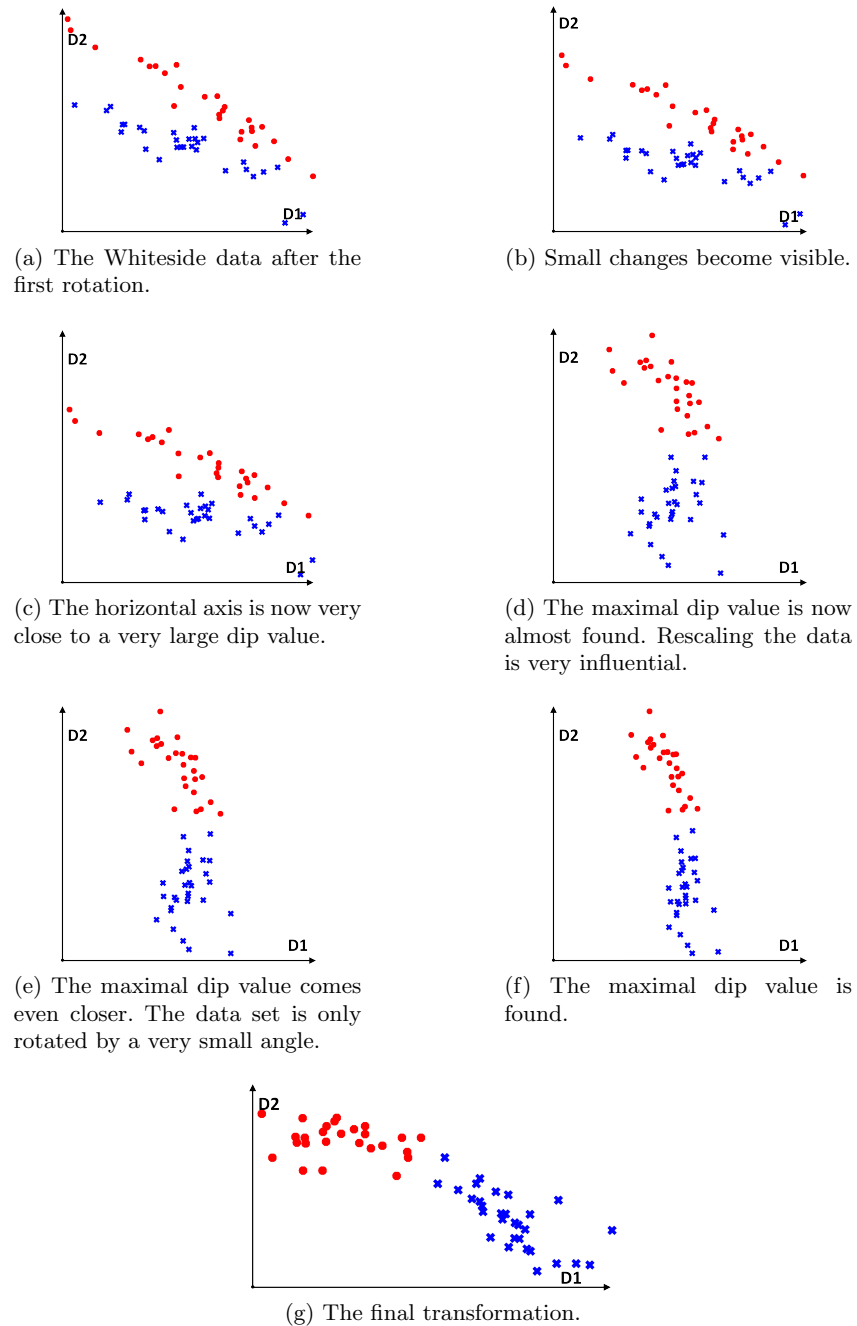 D2
D1
(a) The Whiteside data after the
first rotation.
D2
D1
(b) Small changes become visible.
D2
D1
(c) The horizontal axis is now very
close to a very large dip value.
D2
D1
(d) The maximal dip value is now
almost found. Rescaling the data
is very influential.
D2
D1
(e) The maximal dip value comes
even closer. The data set is only
rotated by a very small angle.
D2
D1
(f) The maximal dip value is
found.
D2
D1
(g) The final transformation.